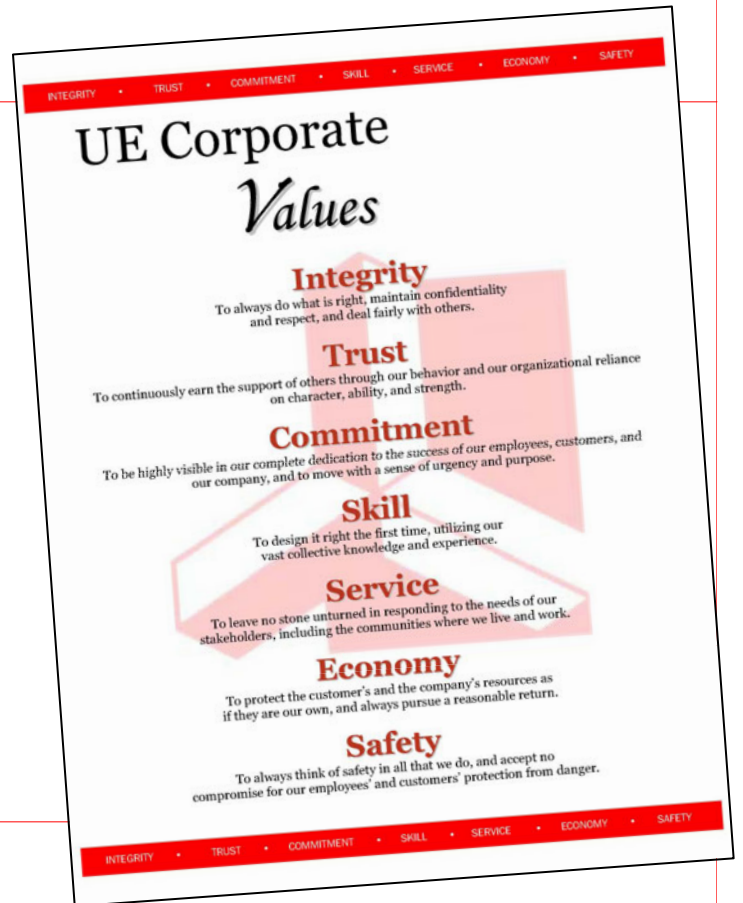 INTEGRITY • TRUST • COMMITMENT • SKILL • SERVICE • ECONOMY • SAFETY
UE Corporate
Values
Integrity
To always do what is right, maintain confidentiality
and respect, and deal fairly with others.
Trust
To continuously earn the support of others through our behavior and our organizational reliance
on character, ability, and strength.
Commitment
To be highly visible in our complete dedication to the success of our employees, customers, and
our company, and to move with a sense of urgency and purpose.
Skill
To design it right the first time, utilizing our
vast collective knowledge and experience.
Service
To leave no stone unturned in responding to the needs of our
stakeholders, including the communities where we live and work.
Economy
To protect the customer's and the company's resources as
if they are our own, and always pursue a reasonable return.
Safety
To always think of safety in all that we do, and accept no
compromise for our employees' and customers' protection from danger.
INTEGRITY • TRUST • COMMITMENT • SKILL • SERVICE • ECONOMY • SAFETY